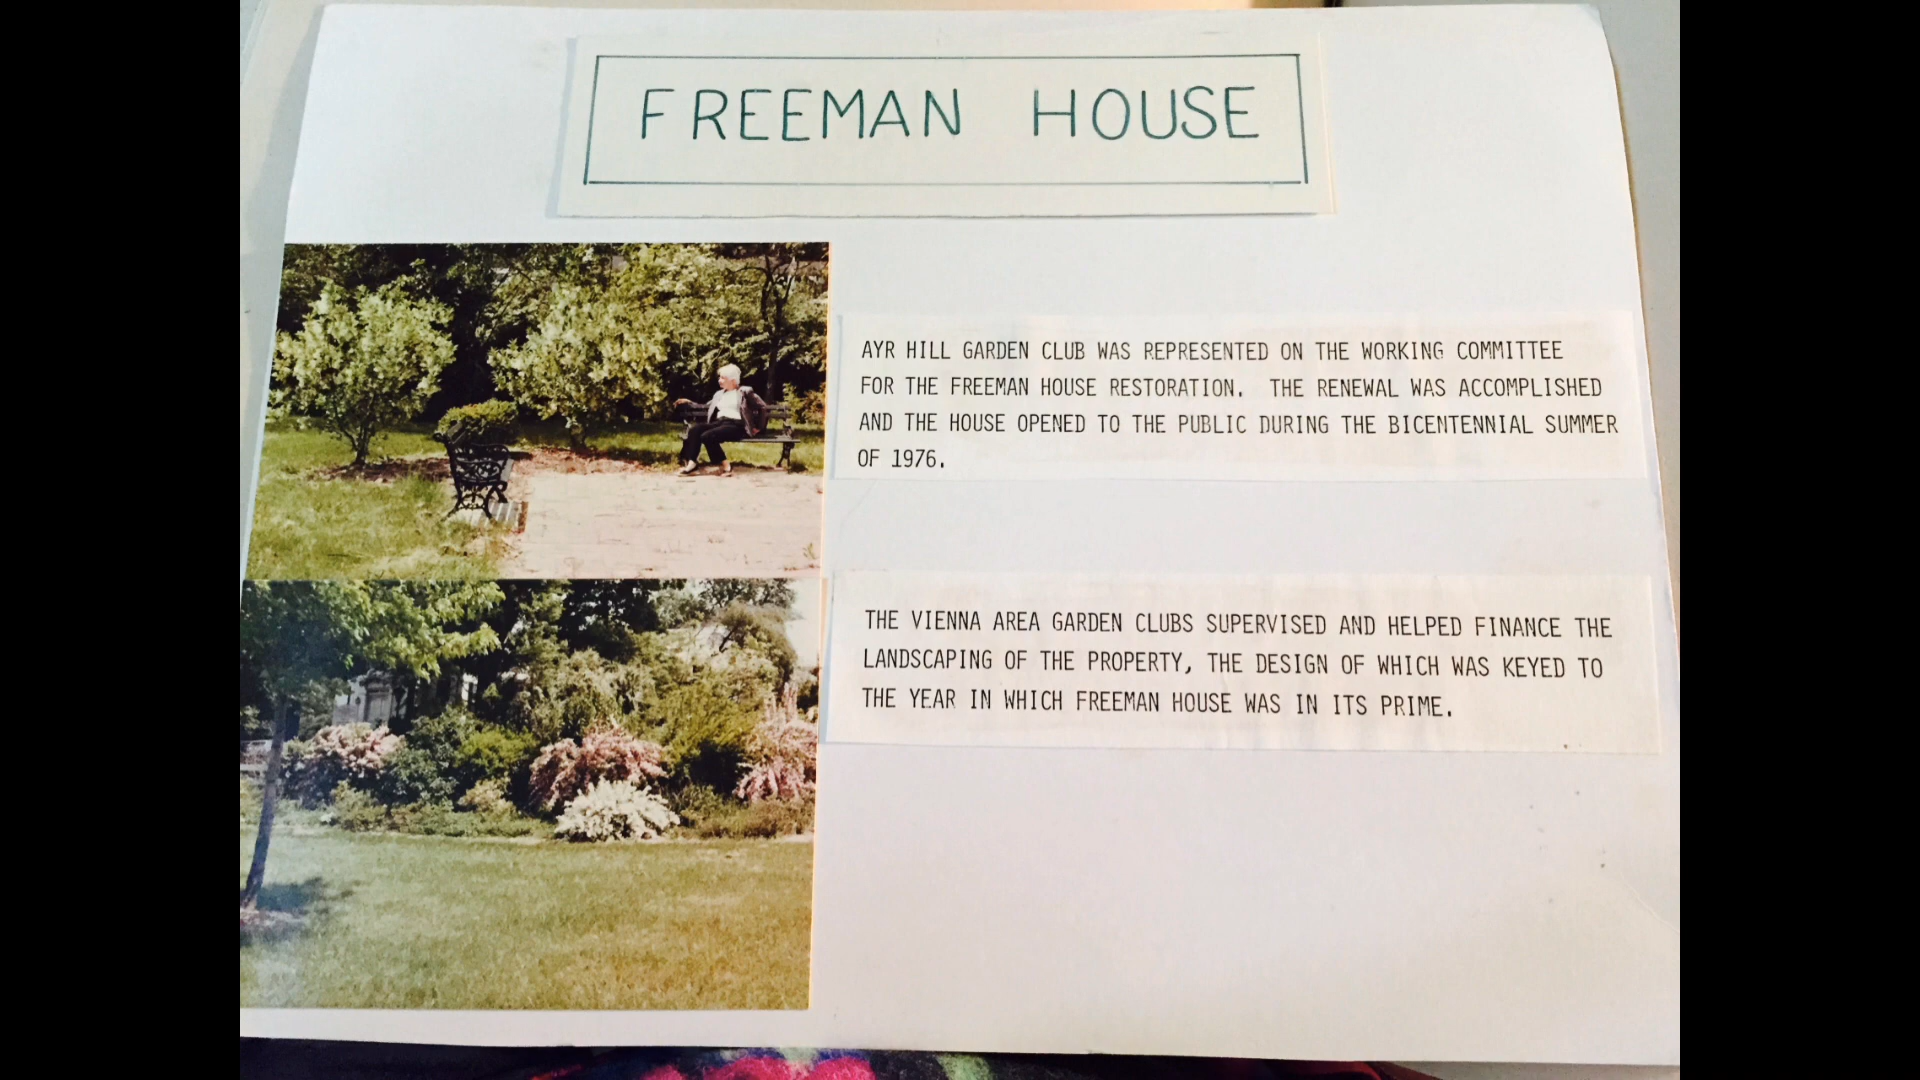 FREEMAN HOUSE
AYR HILL GARDEN CLUB WAS REPRESENTED ON THE WORKING COMMITTEE
FOR THE FREEMAN HOUSE RESTORATION. THE RENEWAL WAS ACCOMPLISHED
AND THE HOUSE OPENED TO THE PUBLIC DURING THE BICENTENNIAL SUMMER
OF 1976.
THE VIENNA AREA GARDEN CLUBS SUPERVISED AND HELPED FINANCE THE
LANDSCAPING OF THE PROPERTY, THE DESIGN OF WHICH WAS KEYED TO
THE YEAR IN WHICH FREEMAN HOUSE WAS IN ITS PRIME.